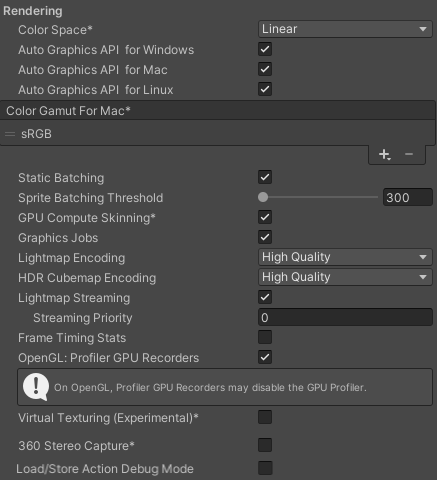 Rendering
Color Space* Linear
Auto Graphics API for Windows
Auto Graphics API for Mac
Auto Graphics API for Linux
Color Gamut For Mac*
sRGB
+ −
Static Batching
Sprite Batching Threshold 300
GPU Compute Skinning*
Graphics Jobs
Lightmap Encoding High Quality
HDR Cubemap Encoding High Quality
Lightmap Streaming
Streaming Priority 0
Frame Timing Stats
OpenGL: Profiler GPU Recorders
On OpenGL, Profiler GPU Recorders may disable the GPU Profiler.
Virtual Texturing (Experimental)*
360 Stereo Capture*
Load/Store Action Debug Mode